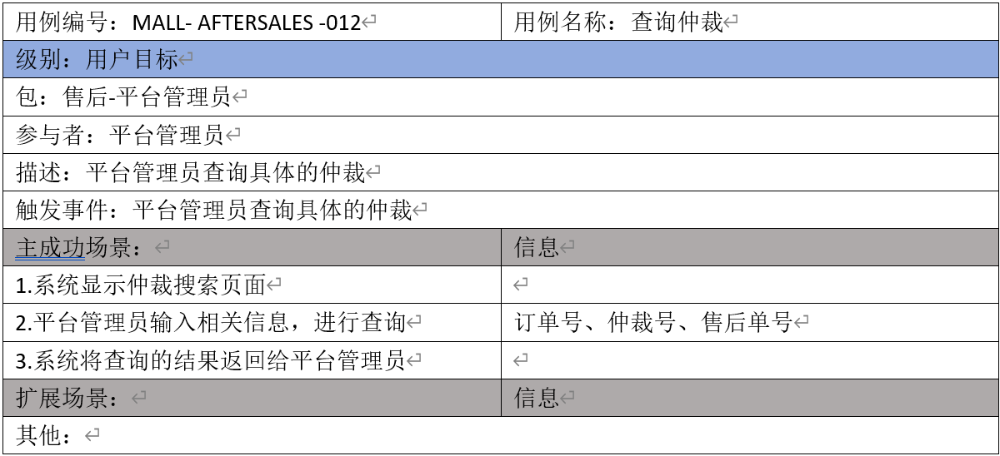 用例编号：MALL- AFTERSALES -012 用例名称：查询仲裁
级别：用户目标
包：售后-平台管理员
参与者：平台管理员
描述：平台管理员查询具体的仲裁
触发事件：平台管理员查询具体的仲裁
主成功场景： 信息
1.系统显示仲裁搜索页面
2.平台管理员输入相关信息，进行查询 订单号、仲裁号、售后单号
3.系统将查询的结果返回给平台管理员
扩展场景： 信息
其他：